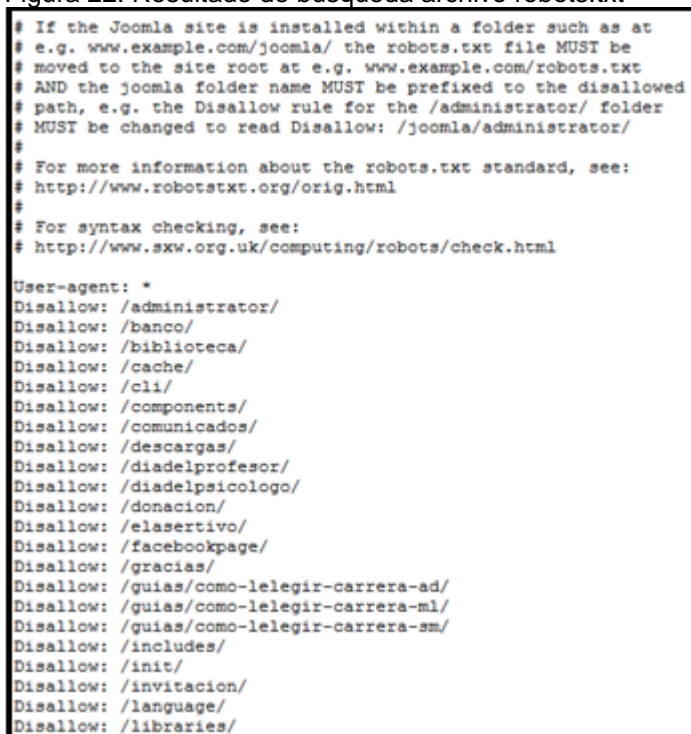 Figura 22. Resultado de búsqueda archivo robots.txt
# If the Joomla site is installed within a folder such as at
# e.g. www.example.com/joomla/ the robots.txt file MUST be
# moved to the site root at e.g. www.example.com/robots.txt
# AND the joomla folder name MUST be prefixed to the disallowed
# path, e.g. the Disallow rule for the /administrator/ folder
# MUST be changed to read Disallow: /joomla/administrator/
#
# For more information about the robots.txt standard, see:
# http://www.robotstxt.org/orig.html
#
# For syntax checking, see:
# http://www.sxw.org.uk/computing/robots/check.html
User-agent: *
Disallow: /administrator/
Disallow: /banco/
Disallow: /biblioteca/
Disallow: /cache/
Disallow: /cli/
Disallow: /components/
Disallow: /comunicados/
Disallow: /descargas/
Disallow: /diadelprofesor/
Disallow: /diadelpsicologo/
Disallow: /donacion/
Disallow: /elasertivo/
Disallow: /facebookpage/
Disallow: /gracias/
Disallow: /guias/como-lelegir-carrera-ad/
Disallow: /guias/como-lelegir-carrera-ml/
Disallow: /guias/como-lelegir-carrera-sm/
Disallow: /includes/
Disallow: /init/
Disallow: /invitacion/
Disallow: /language/
Disallow: /libraries/